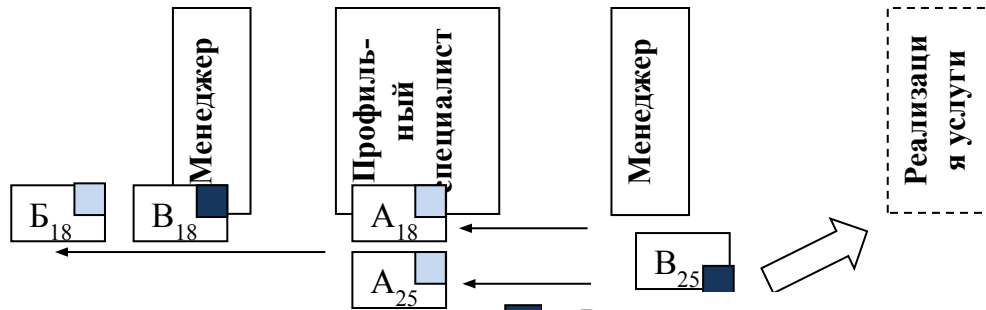 Менеджер
Профиль-
ный
специалист
Менеджер
Реализаци
я услуги
Б18
В18
А18
В25
А25